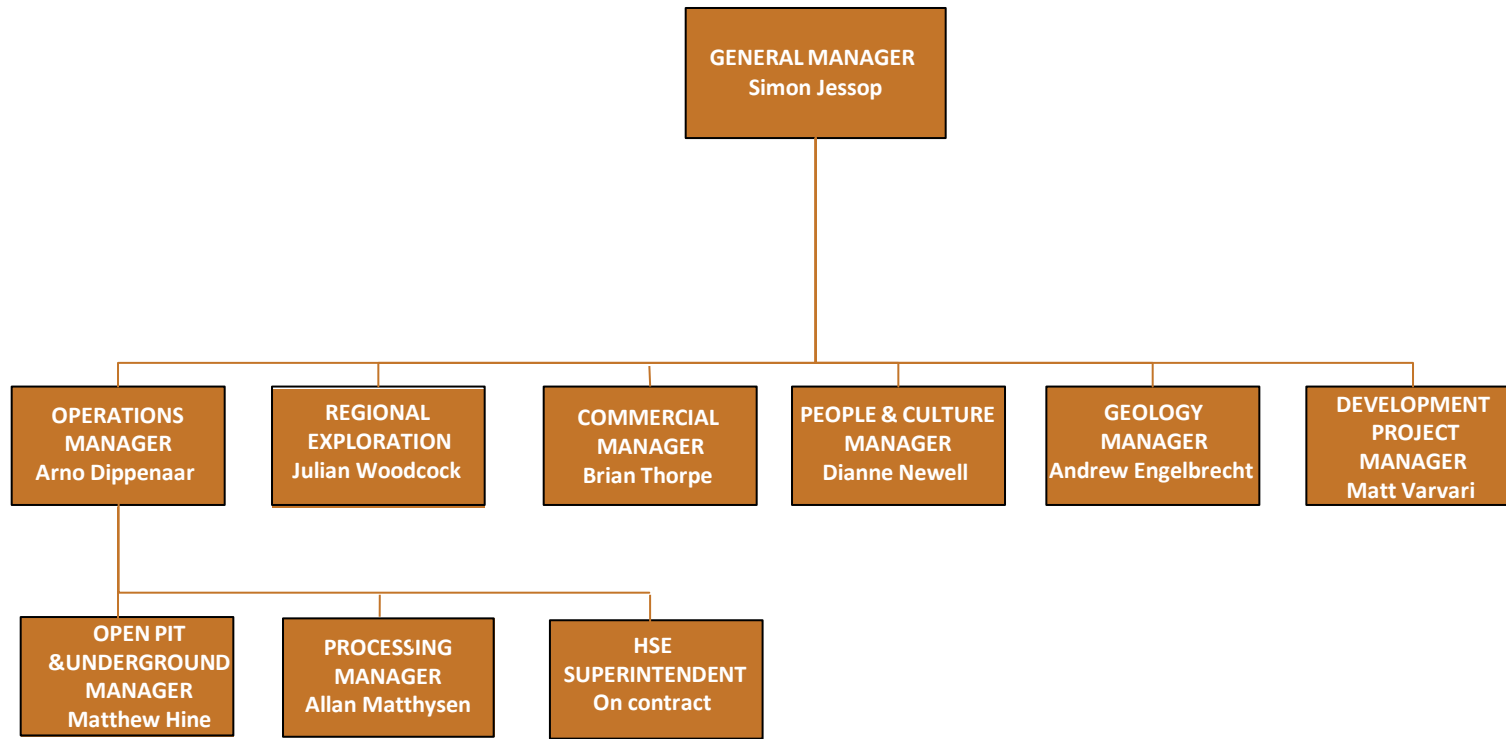 GENERAL MANAGER
Simon Jessop
OPERATIONS
MANAGER
Arno Dippenaar
REGIONAL
EXPLORATION
Julian Woodcock
COMMERCIAL
MANAGER
Brian Thorpe
PEOPLE & CULTURE
MANAGER
Dianne Newell
GEOLOGY
MANAGER
Andrew Engelbrecht
DEVELOPMENT
PROJECT
MANAGER
Matt Varvari
OPEN PIT
&UNDERGROUND
MANAGER
Matthew Hine
PROCESSING
MANAGER
Allan Matthysen
HSE
SUPERINTENDENT
On contract